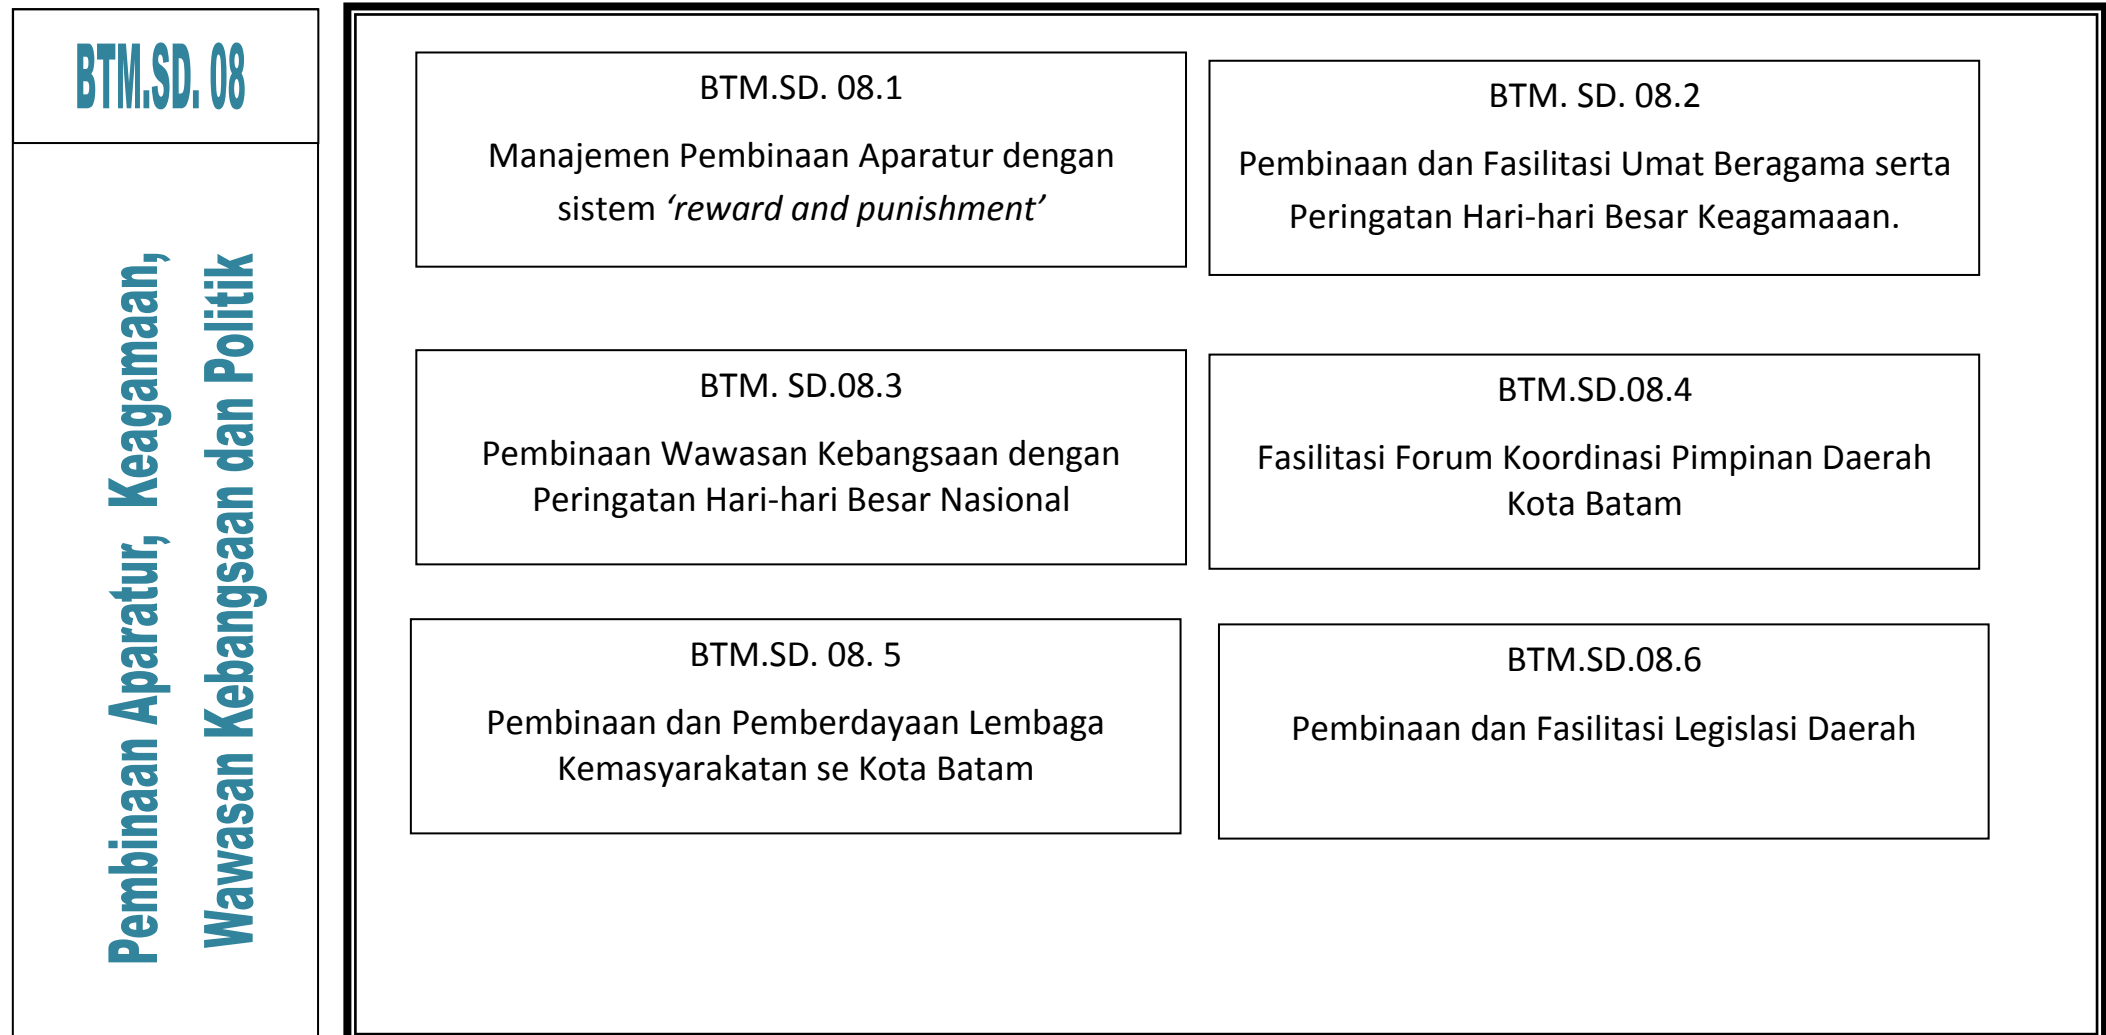 BTM.SD. 08
Pembinaan Aparatur, Keagamaan,
Wawasan Kebangsaan dan Politik
BTM.SD. 08.1
Manajemen Pembinaan Aparatur dengan
sistem ‘reward and punishment’
BTM. SD. 08.2
Pembinaan dan Fasilitasi Umat Beragama serta
Peringatan Hari-hari Besar Keagamaaan.
BTM. SD.08.3
Pembinaan Wawasan Kebangsaan dengan
Peringatan Hari-hari Besar Nasional
BTM.SD.08.4
Fasilitasi Forum Koordinasi Pimpinan Daerah
Kota Batam
BTM.SD. 08. 5
Pembinaan dan Pemberdayaan Lembaga
Kemasyarakatan se Kota Batam
BTM.SD.08.6
Pembinaan dan Fasilitasi Legislasi Daerah